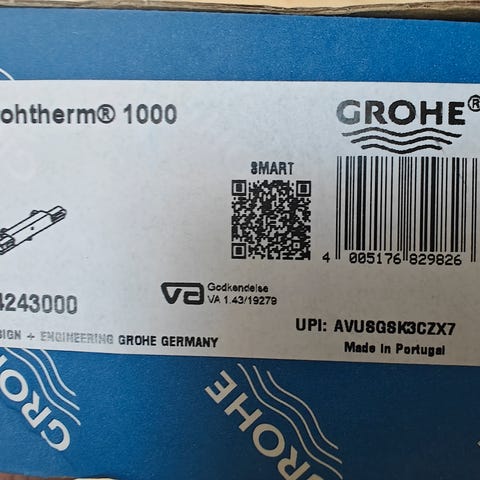 ohtherm® 1000
GROHE®
SMART
4 005176 829826
4243000
va
Godkendelse
VA 1.43/19279
UPI: AVUSGSK3CZX7
SIGN + ENGINEERING GROHE GERMANY
Made in Portugal
GROHE
GROHE